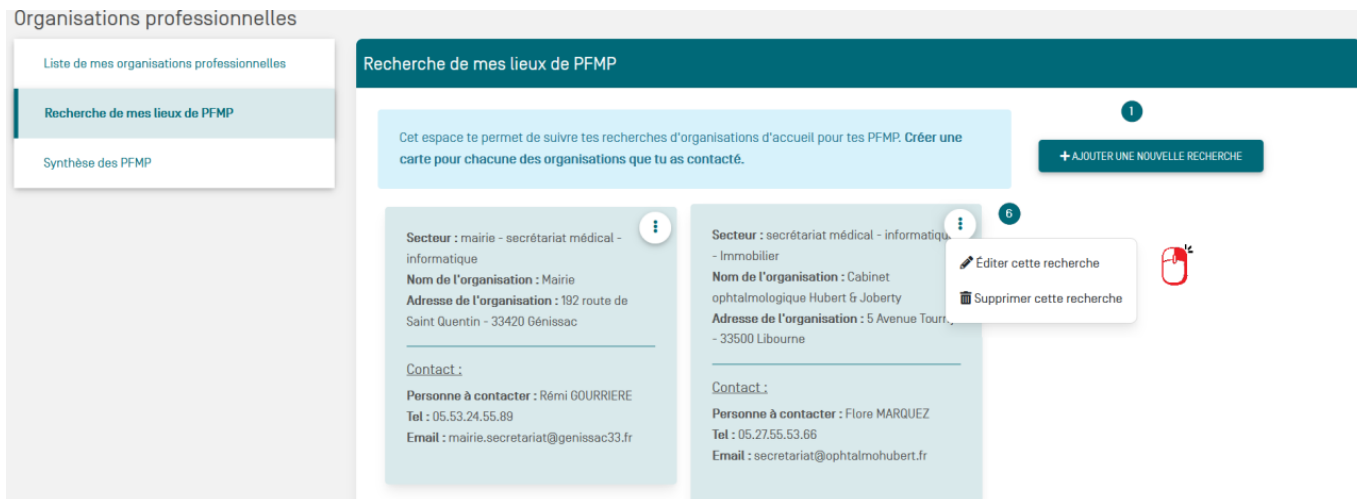 Organisations professionnelles
Liste de mes organisations professionnelles
Recherche de mes lieux de PFMP
Synthèse des PFMP
Recherche de mes lieux de PFMP
Cet espace te permet de suivre tes recherches d'organisations d'accueil pour tes PFMP. Créer une
carte pour chacune des organisations que tu as contacté.
1
+ AJOUTER UNE NOUVELLE RECHERCHE
Secteur : mairie - secrétariat médical -
informatique
Nom de l'organisation : Mairie
Adresse de l'organisation : 192 route de
Saint Quentin - 33420 Génissac
Contact :
Personne à contacter : Rémi GOURRIERE
Tel : 05.53.24.55.89
Email : mairie.secretariat@genissac33.fr
Secteur : secrétariat médical - informatique
- Immobilier
Nom de l'organisation : Cabinet
ophtalmologique Hubert & Joberty
Adresse de l'organisation : 5 Avenue Tourny
- 33500 Libourne
Contact :
Personne à contacter : Flore MARQUEZ
Tel : 05.27.55.53.66
Email : secretariat@ophtalmohubert.fr
6
Éditer cette recherche
Supprimer cette recherche